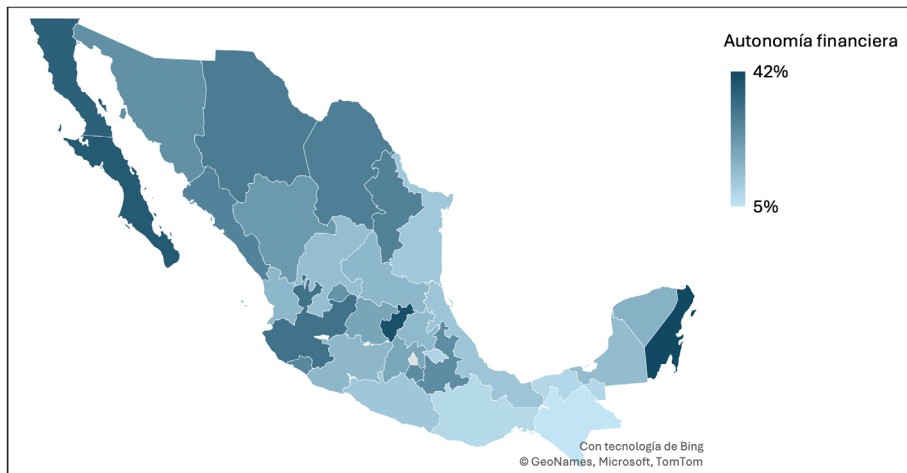 Autonomía financiera
42%
5%
Con tecnología de Bing
© GeoNames, Microsoft, TomTom